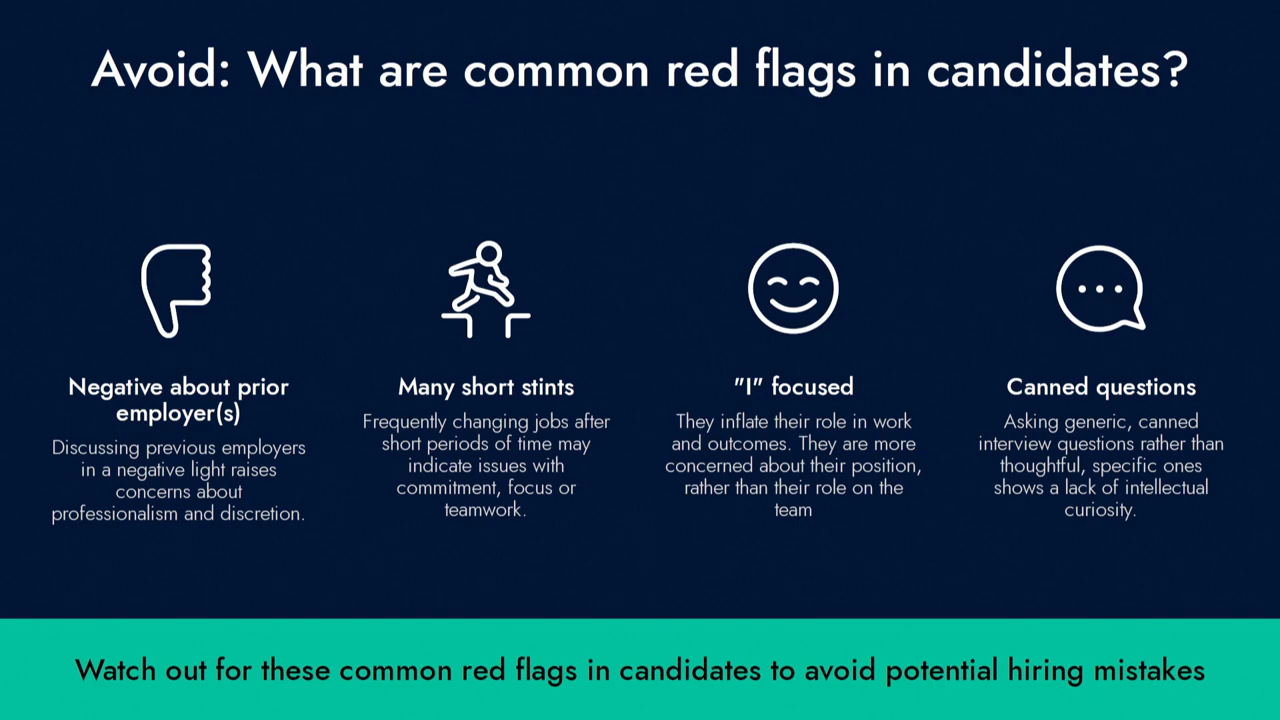 Avoid: What are common red flags in candidates?
Negative about prior
employer(s)
Discussing previous employers
in a negative light raises
concerns about
professionalism and discretion.
Many short stints
Frequently changing jobs after
short periods of time may
indicate issues with
commitment, focus or
teamwork.
"I" focused
They inflate their role in work
and outcomes. They are more
concerned about their position,
rather than their role on the
team
Canned questions
Asking generic, canned
interview questions rather than
thoughtful, specific ones
shows a lack of intellectual
curiosity.
Watch out for these common red flags in candidates to avoid potential hiring mistakes